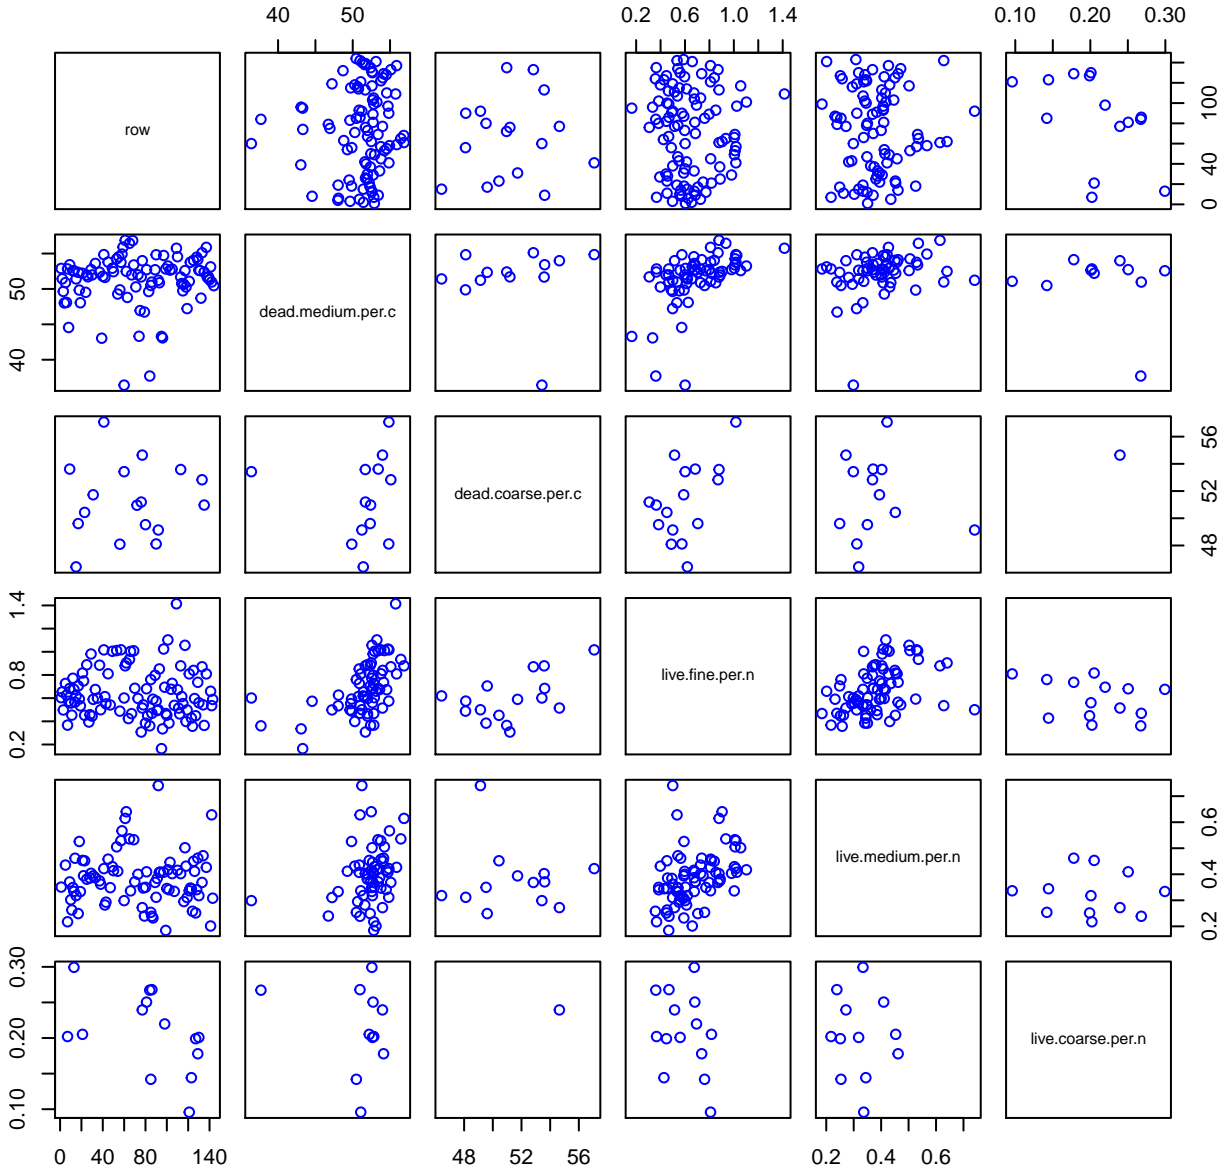 40 50 0.2 0.6 1.0 1.4 0.10 0.20 0.30
row
0 40 100
40 50
dead.medium.per.c
dead.coarse.per.c
48 52 56
0.2 0.8 1.4
live.fine.per.n
live.medium.per.n
0.2 0.4 0.6
0.10 0.20 0.30
live.coarse.per.n
0 40 80 140 48 52 56 0.2 0.4 0.6